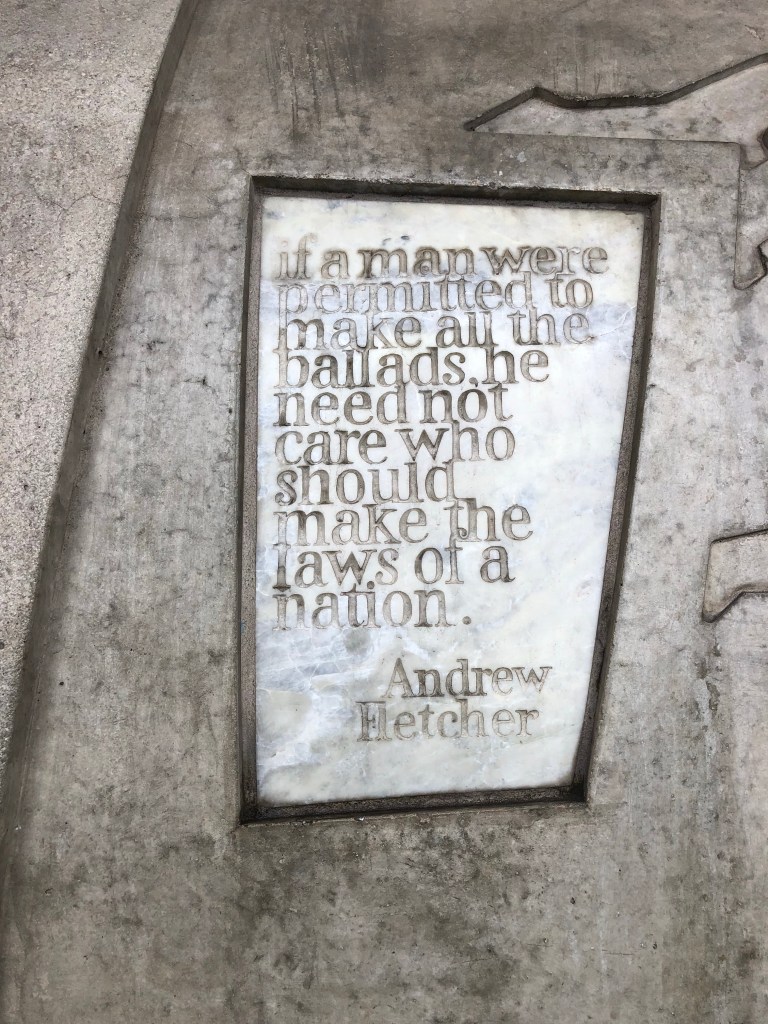 if a man were
permitted to
make all the
ballads, he
need not
care who
should
make the
laws of a
nation.
Andrew
Fletcher